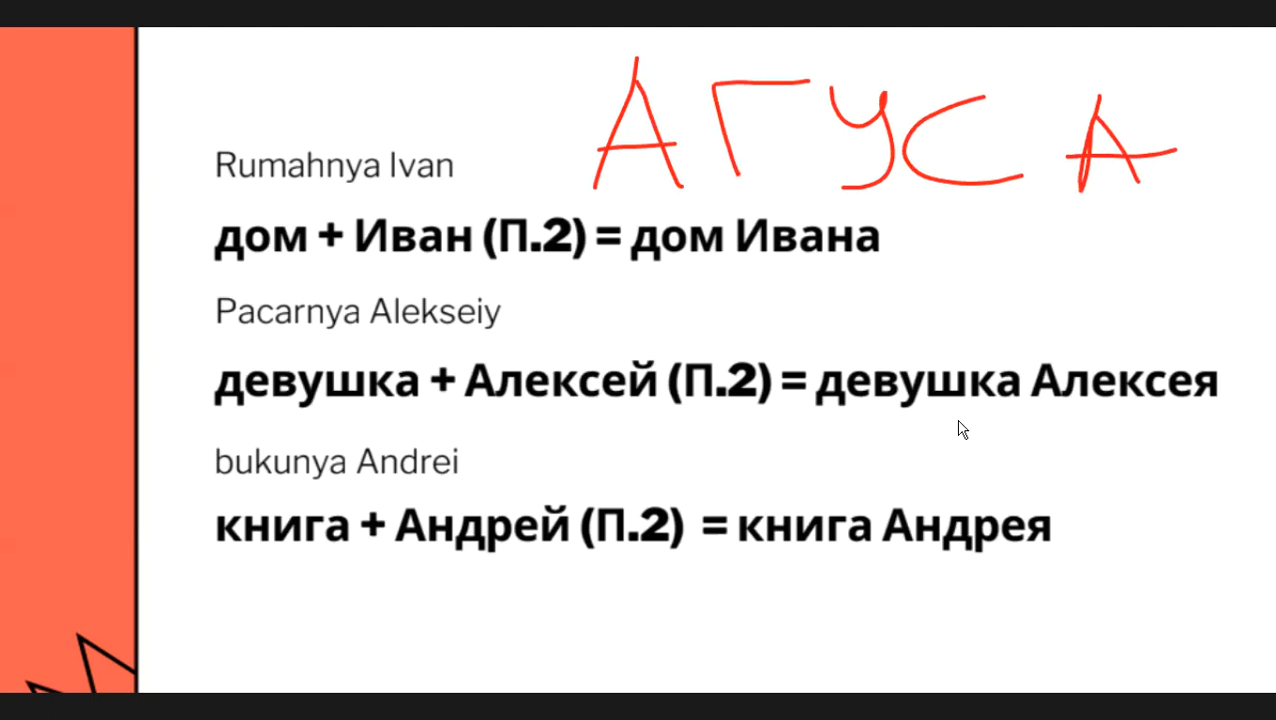 АГУСА
Rumahnya Ivan
дом + Иван (П.2) = дом Ивана
Pacarnya Alekseiy
девушка + Алексей (П.2) = девушка Алексея
bukunya Andrei
книга + Андрей (П.2) = книга Андрея